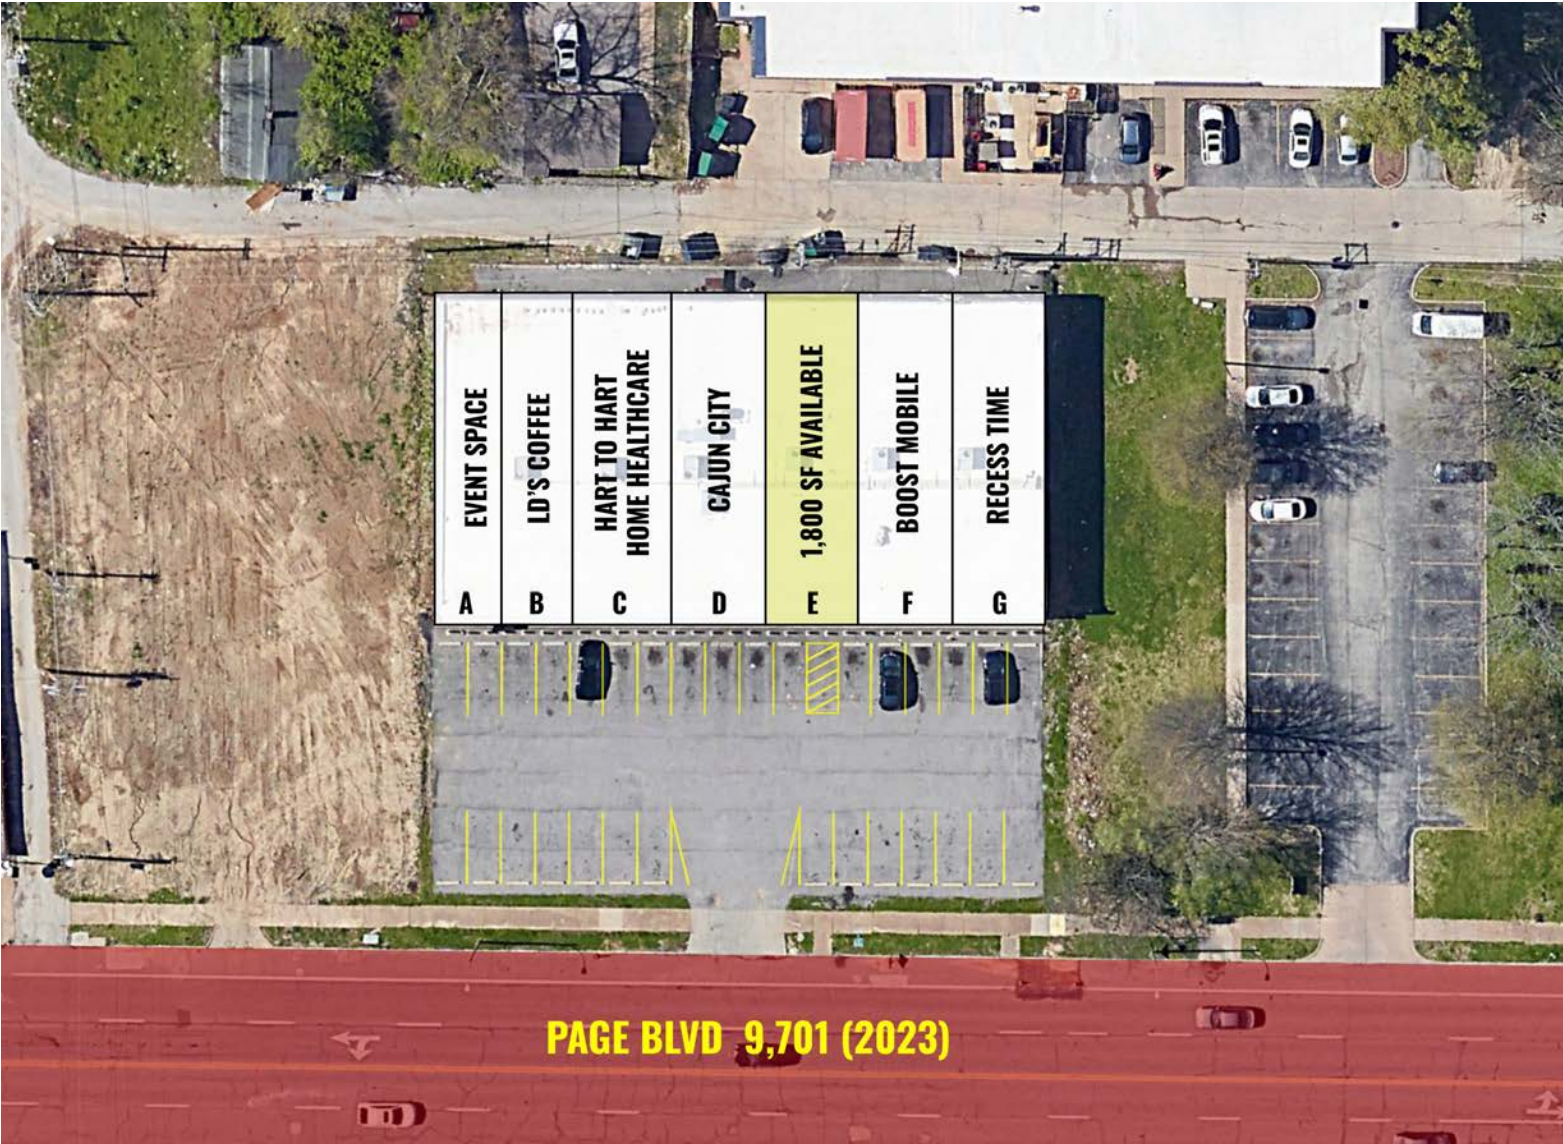 EVENT SPACE
A
LD'S COFFEE
B
HART TO HART
HOME HEALTHCARE
C
CAJUN CITY
D
1,800 SF AVAILABLE
E
BOOST MOBILE
F
RECESS TIME
G
PAGE BLVD 9,701 (2023)